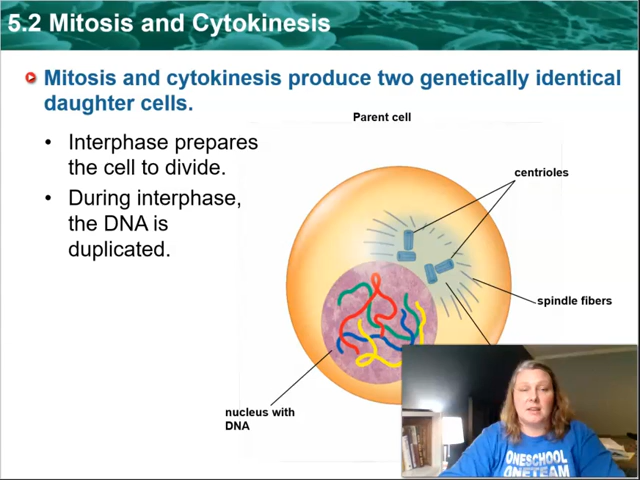 5.2 Mitosis and Cytokinesis
Mitosis and cytokinesis produce two genetically identical
daughter cells.
Parent cell
• Interphase prepares
the cell to divide.
• During interphase,
the DNA is
duplicated.
centrioles
spindle fibers
nucleus with
DNA
ONESCHOOL
ONETEAM